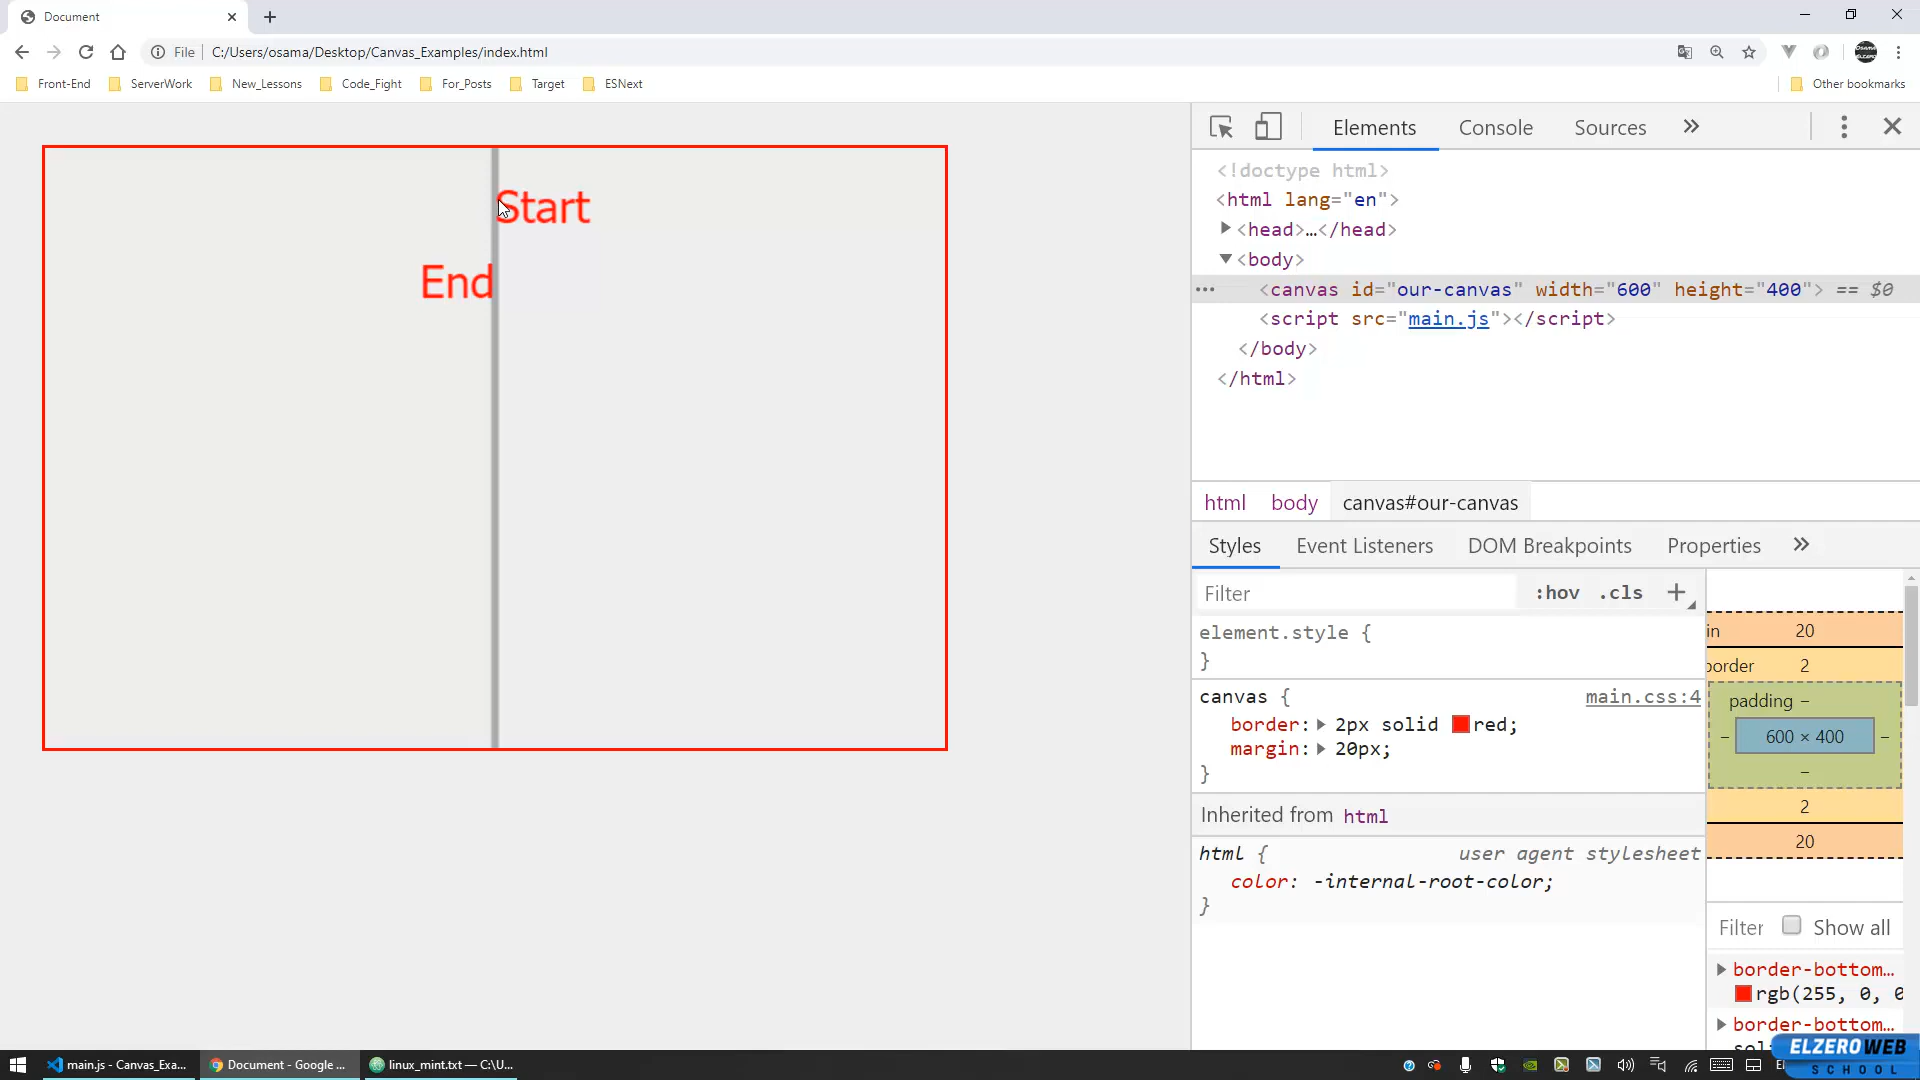 Document
File C:/Users/osama/Desktop/Canvas_Examples/index.html
Front-End ServerWork New_Lessons Code_Fight For_Posts Target ESNext Other bookmarks
Start
End
Elements Console Sources
<!doctype html>
<html lang="en">
<head>…</head>
<body>
<canvas id="our-canvas" width="600" height="400"> == $0
<script src="main.js"></script>
</body>
</html>
html body canvas#our-canvas
Styles Event Listeners DOM Breakpoints Properties
Filter :hov .cls +
element.style {
}
canvas { main.css:4
border: 2px solid red;
margin: 20px;
}
Inherited from html
html { user agent stylesheet
color: -internal-root-color;
}
in 20
border 2
padding –
– 600 × 400 –
–
2
20
Filter Show all
border-bottom…
rgb(255, 0, 0
border-bottom…
main.js - Canvas_Exa... Document - Google ... linux_mint.txt — C:\U...
ELZEROWEB
SCHOOL